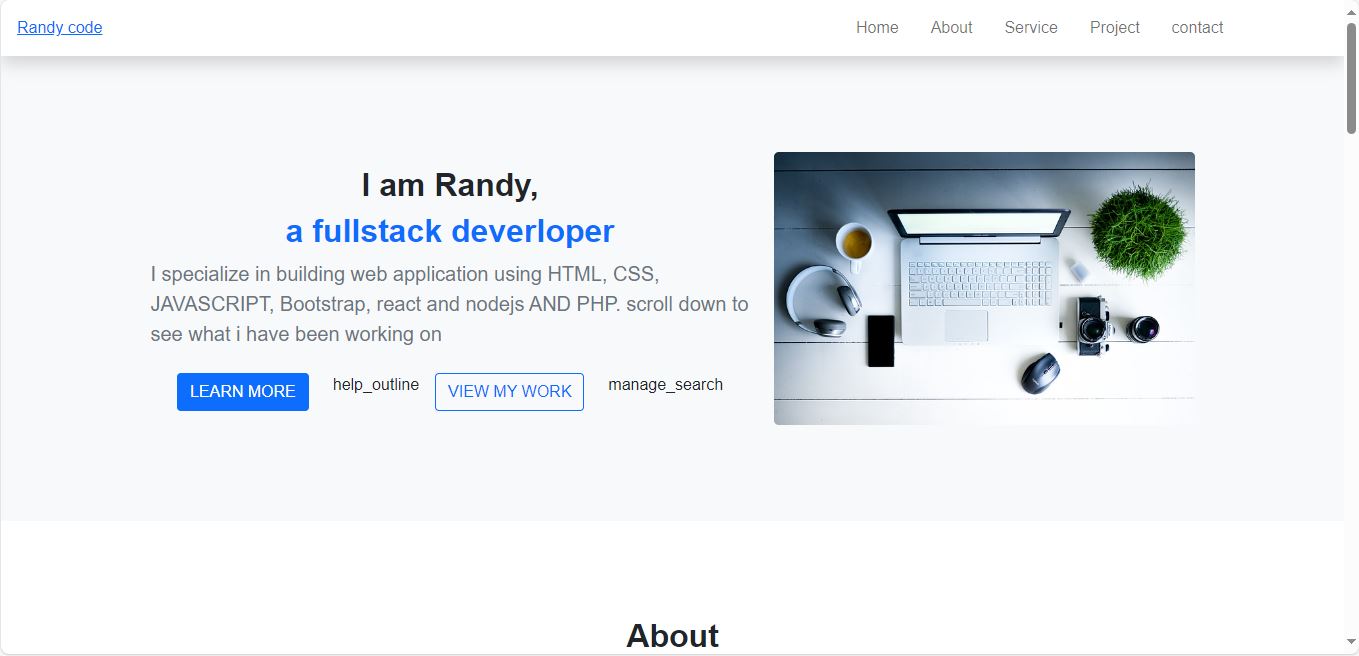 Randy code
Home About Service Project contact
I am Randy,
a fullstack deverloper
I specialize in building web application using HTML, CSS,
JAVASCRIPT, Bootstrap, react and nodejs AND PHP. scroll down to
see what i have been working on
LEARN MORE help_outline VIEW MY WORK manage_search
About